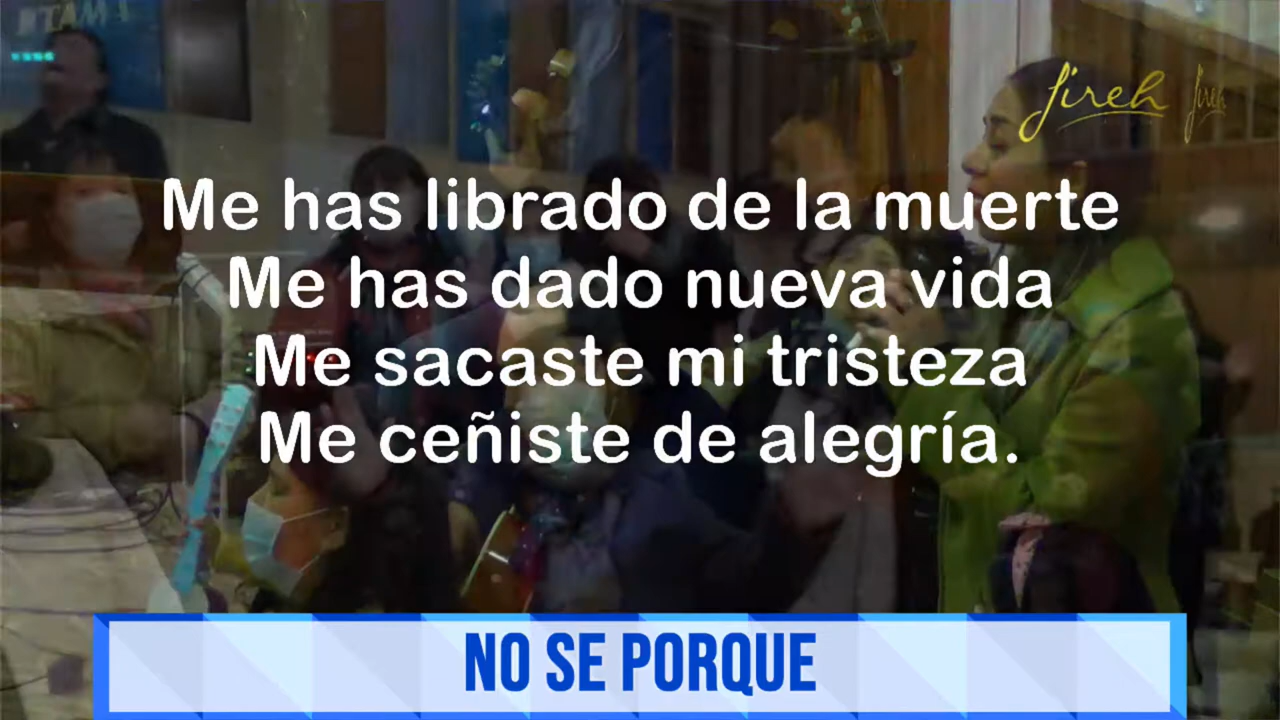 Jireh Jireh
Me has librado de la muerte
Me has dado nueva vida
Me sacaste mi tristeza
Me ceñiste de alegría.
NO SE PORQUE